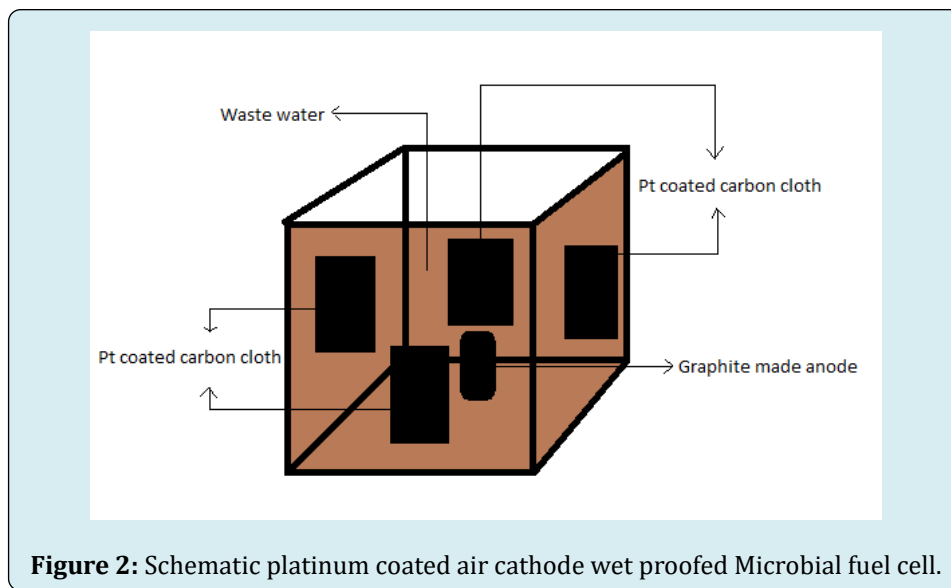 Waste water
Pt coated carbon cloth
Pt coated carbon cloth
Graphite made anode
Figure 2: Schematic platinum coated air cathode wet proofed Microbial fuel cell.